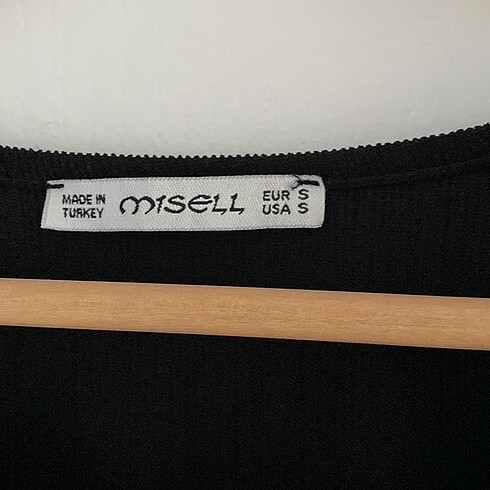 MADE IN
TURKEY
MISELL
EUR S
USA S